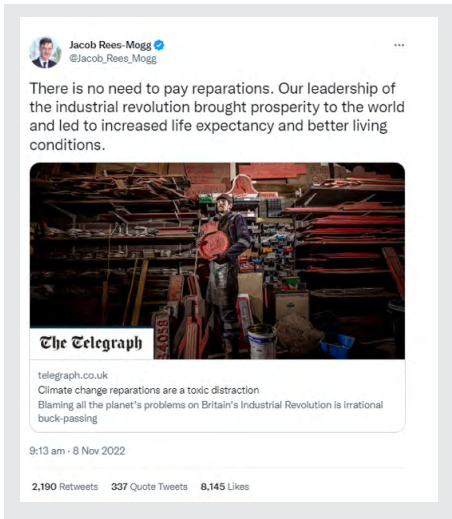 Jacob Rees-Mogg
@Jacob_Rees_Mogg
There is no need to pay reparations. Our leadership of
the industrial revolution brought prosperity to the world
and led to increased life expectancy and better living
conditions.
34058
The Telegraph
telegraph.co.uk
Climate change reparations are a toxic distraction
Blaming all the planet's problems on Britain's Industrial Revolution is irrational
buck-passing
9:13 am · 8 Nov 2022
2,190 Retweets 337 Quote Tweets 8,145 Likes